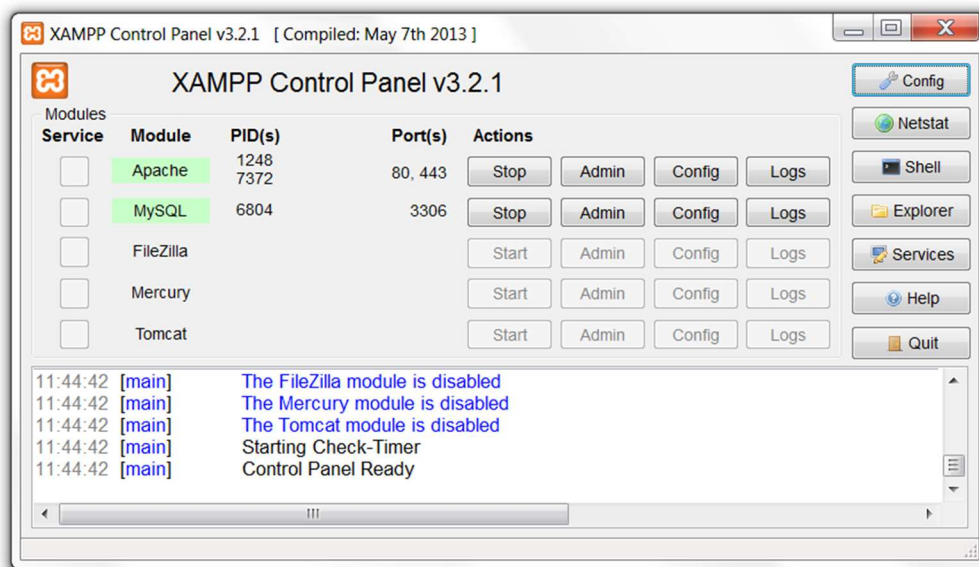 XAMPP Control Panel v3.2.1 [ Compiled: May 7th 2013 ]
XAMPP Control Panel v3.2.1
Config
Modules
Service Module PID(s) Port(s) Actions
Netstat
Apache 1248 7372 80, 443 Stop Admin Config Logs
Shell
MySQL 6804 3306 Stop Admin Config Logs
Explorer
FileZilla Start Admin Config Logs
Services
Mercury Start Admin Config Logs
Help
Tomcat Start Admin Config Logs
Quit
11:44:42 [main] The FileZilla module is disabled
11:44:42 [main] The Mercury module is disabled
11:44:42 [main] The Tomcat module is disabled
11:44:42 [main] Starting Check-Timer
11:44:42 [main] Control Panel Ready